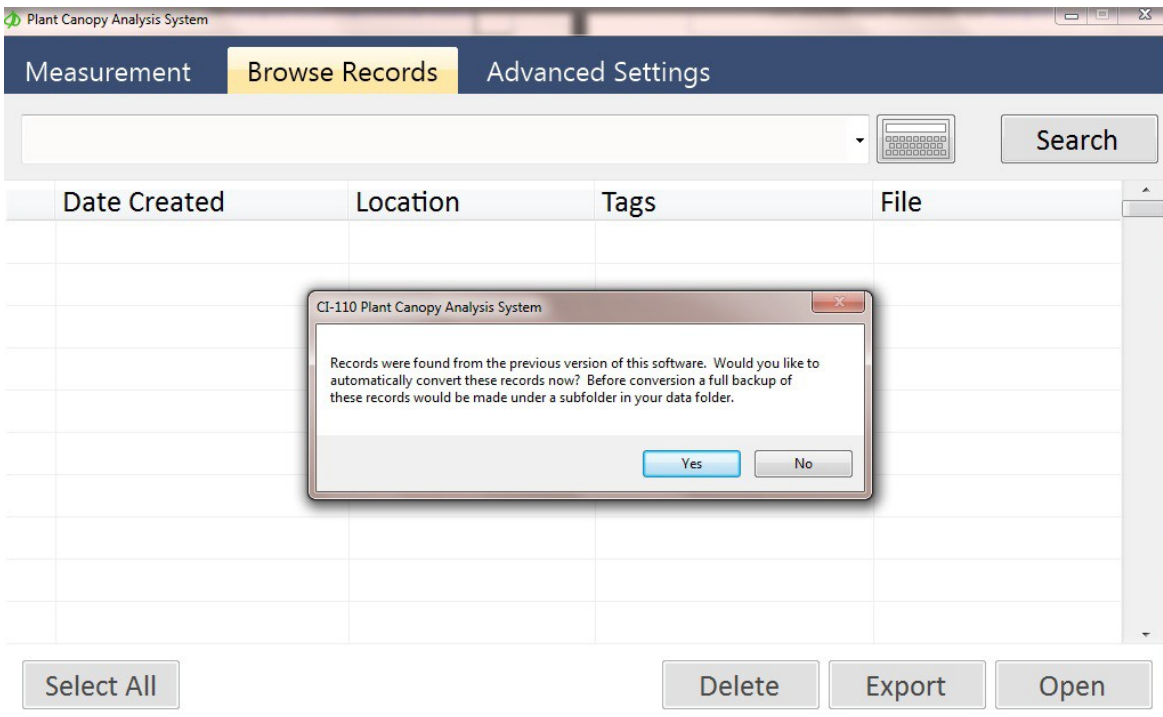 Plant Canopy Analysis System
Measurement Browse Records Advanced Settings
Search
Date Created Location Tags File
CI-110 Plant Canopy Analysis System
Records were found from the previous version of this software. Would you like to
automatically convert these records now? Before conversion a full backup of
these records would be made under a subfolder in your data folder.
Yes No
Select All Delete Export Open